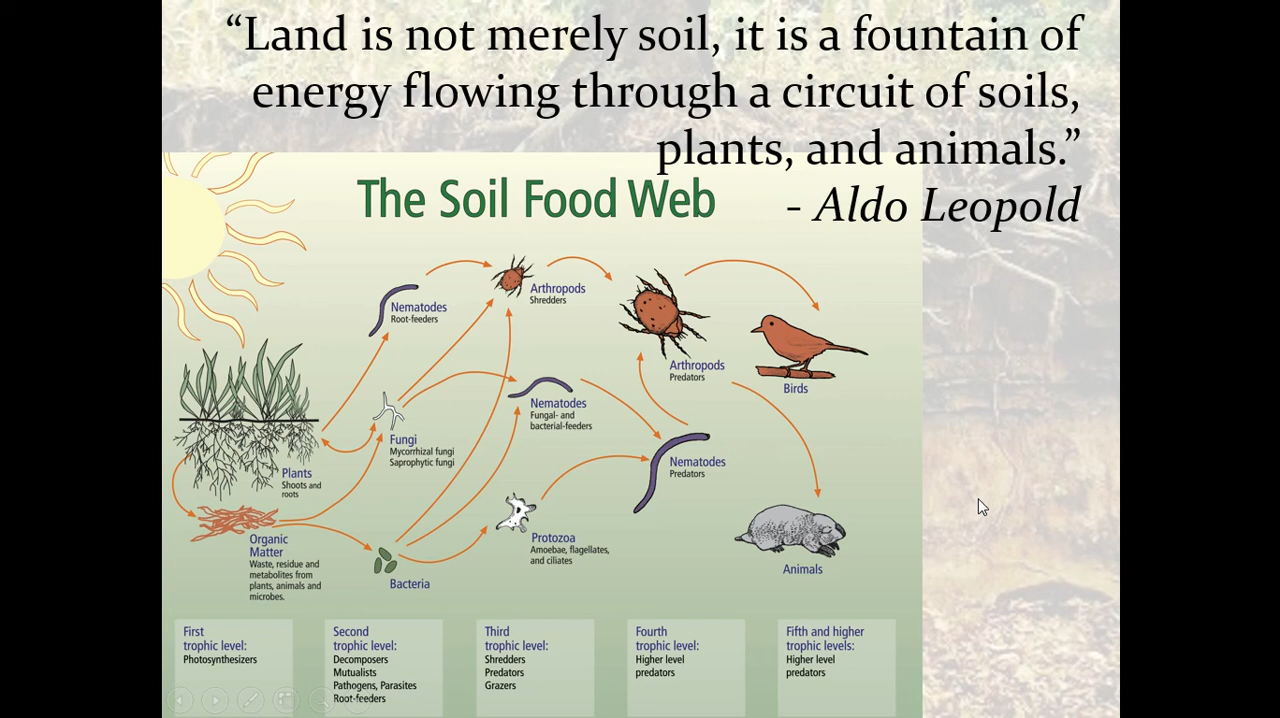 “Land is not merely soil, it is a fountain of
energy flowing through a circuit of soils,
plants, and animals.”
- Aldo Leopold
The Soil Food Web
Nematodes
Root-feeders
Arthropods
Shredders
Arthropods
Predators
Birds
Nematodes
Fungal- and
bacterial-feeders
Fungi
Mycorrhizal fungi
Saprophytic fungi
Nematodes
Predators
Plants
Shoots and
roots
Organic
Matter
Waste, residue and
metabolites from
plants, animals and
microbes.
Bacteria
Protozoa
Amoebae, flagellates,
and ciliates
Animals
First
trophic level:
Photosynthesizers
Second
trophic level:
Decomposers
Mutualists
Pathogens, Parasites
Root-feeders
Third
trophic level:
Shredders
Predators
Grazers
Fourth
trophic level:
Higher level
predators
Fifth and higher
trophic levels:
Higher level
predators